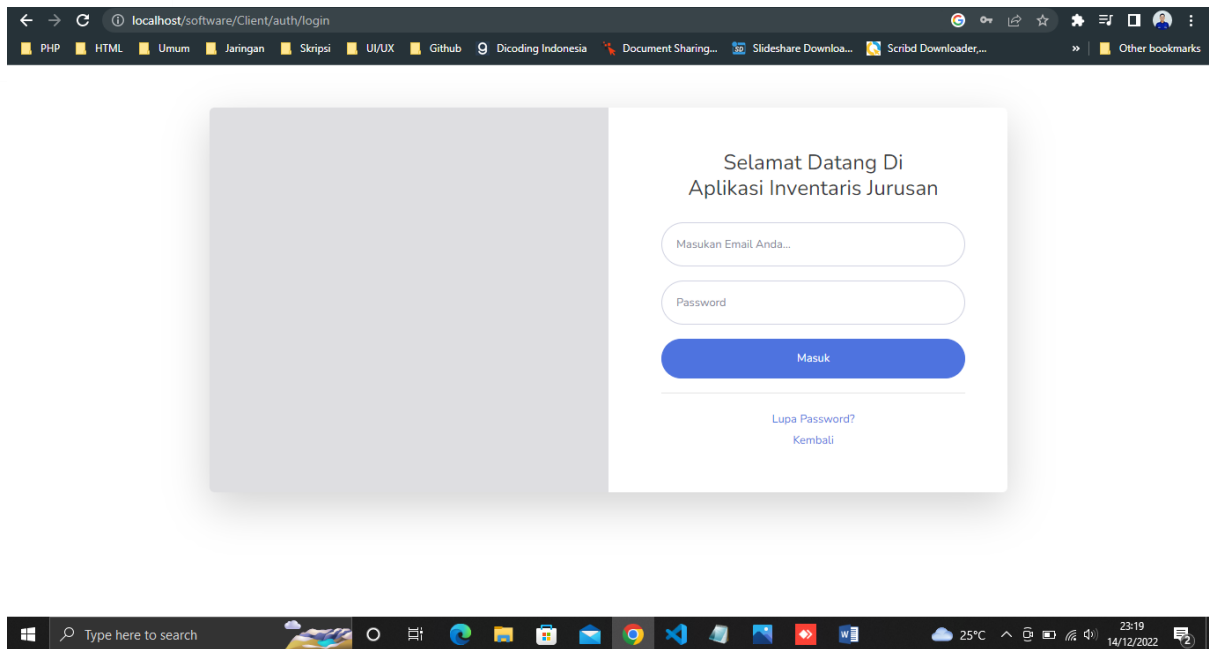 localhost/software/Client/auth/login
PHP HTML Umum Jaringan Skripsi UI/UX Github Dicoding Indonesia Document Sharing... Slideshare Downloa... Scribd Downloader,... » Other bookmarks
Selamat Datang Di
Aplikasi Inventaris Jurusan
Masukan Email Anda...
Password
Masuk
Lupa Password?
Kembali
Type here to search
25°C
23:19
14/12/2022
2